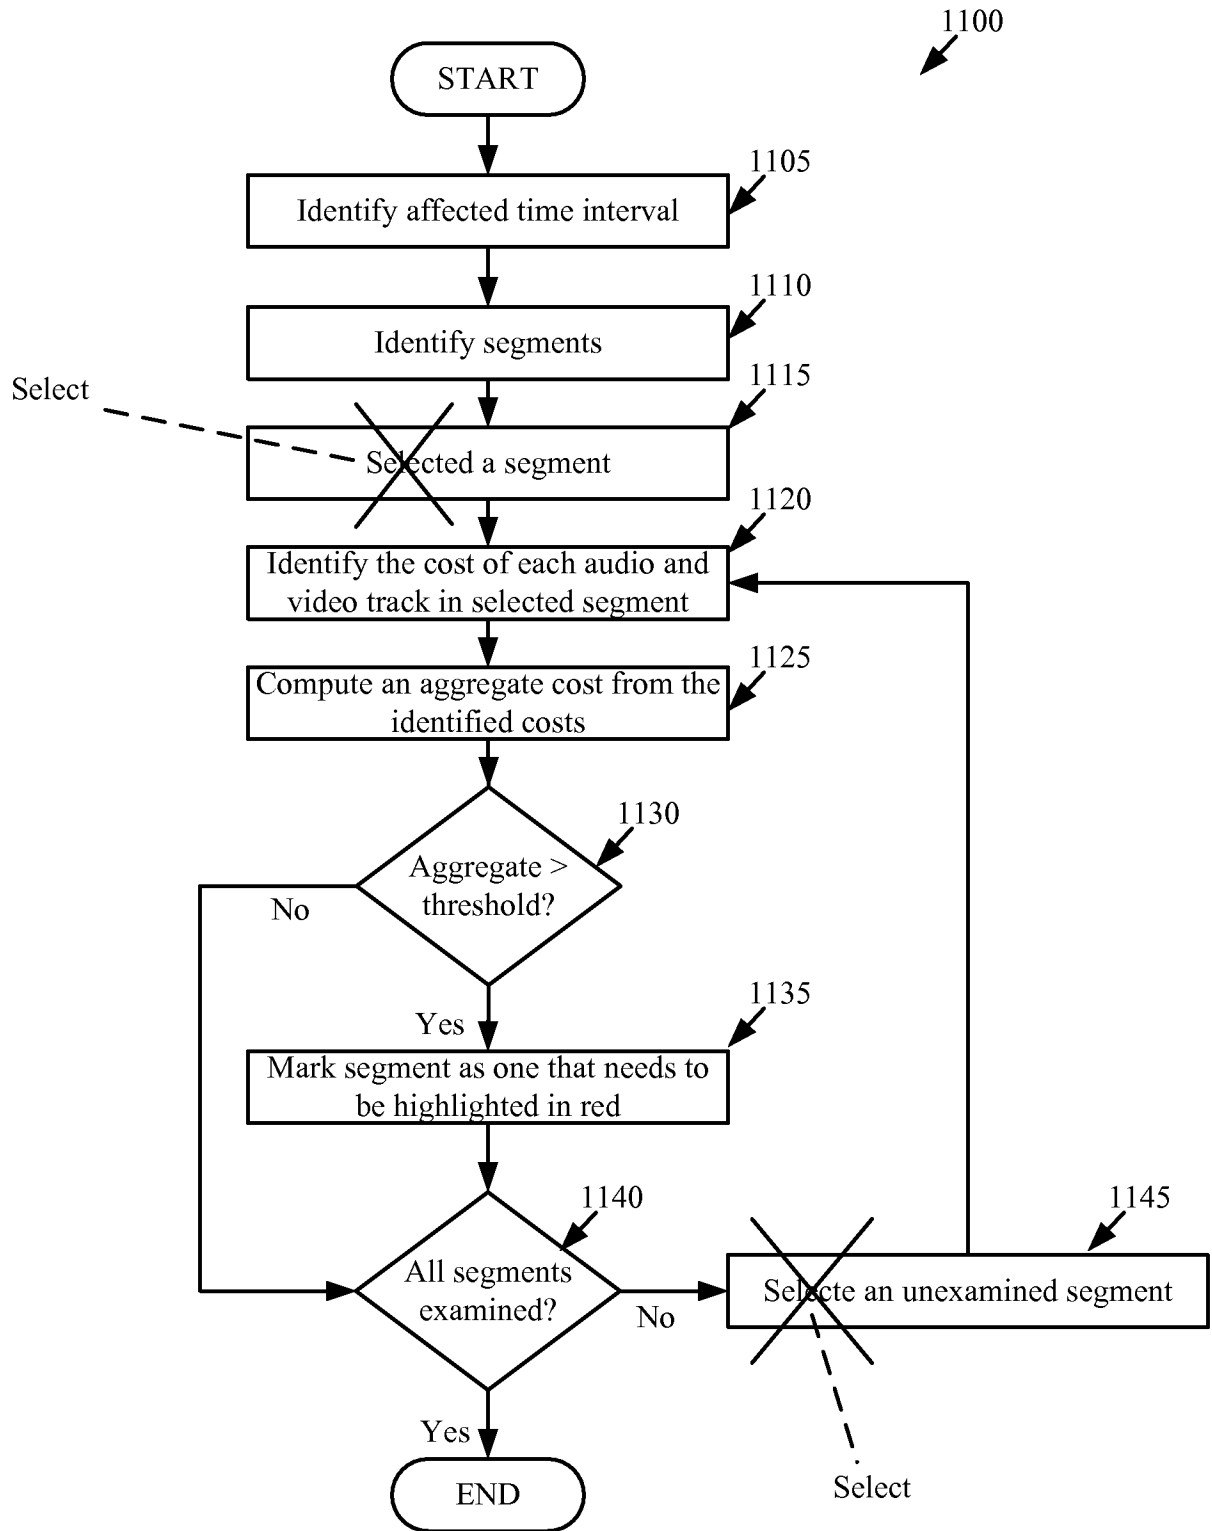 1100
START
1105
Identify affected time interval
1110
Identify segments
1115
Select
Selected a segment
1120
Identify the cost of each audio and
video track in selected segment
1125
Compute an aggregate cost from the
identified costs
1130
Aggregate >
threshold?
No
Yes
1135
Mark segment as one that needs to
be highlighted in red
1140
All segments
examined?
No
1145
Selecte an unexamined segment
Select
Yes
END